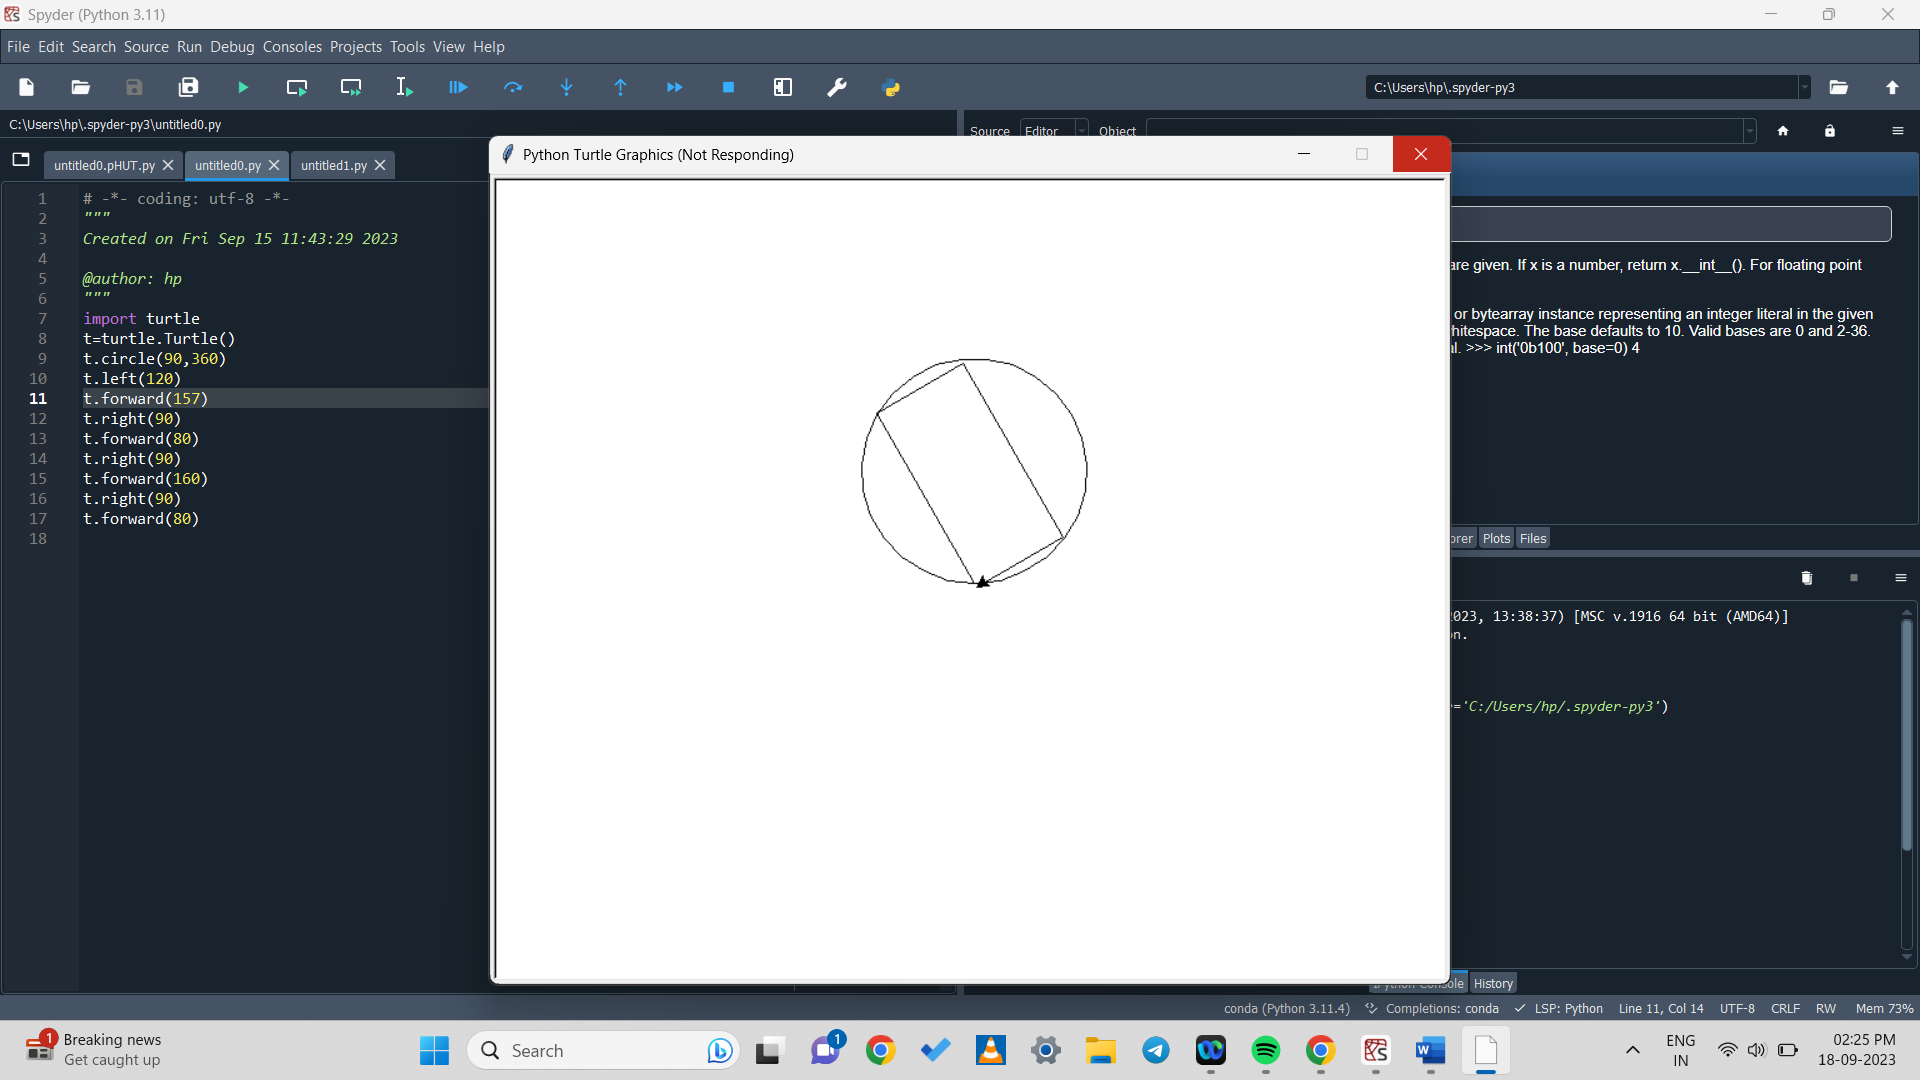 Spyder (Python 3.11)
File Edit Search Source Run Debug Consoles Projects Tools View Help
C:\Users\hp\.spyder-py3
C:\Users\hp\.spyder-py3\untitled0.py
Source Editor Object
untitled0.pHUT.py untitled0.py untitled1.py
Python Turtle Graphics (Not Responding)
1 # -*- coding: utf-8 -*-
2 """
3 Created on Fri Sep 15 11:43:29 2023
4
5 @author: hp
6 """
7 import turtle
8 t=turtle.Turtle()
9 t.circle(90,360)
10 t.left(120)
11 t.forward(157)
12 t.right(90)
13 t.forward(80)
14 t.right(90)
15 t.forward(160)
16 t.right(90)
17 t.forward(80)
18
are given. If x is a number, return x.__int__(). For floating point
or bytearray instance representing an integer literal in the given
hitespace. The base defaults to 10. Valid bases are 0 and 2-36.
l. >>> int('0b100', base=0) 4
orer Plots Files
023, 13:38:37) [MSC v.1916 64 bit (AMD64)]
n.
='C:/Users/hp/.spyder-py3')
IPython Console History
conda (Python 3.11.4) Completions: conda LSP: Python Line 11, Col 14 UTF-8 CRLF RW Mem 73%
1 Breaking news
Get caught up
Search
1
ENG
IN
02:25 PM
18-09-2023